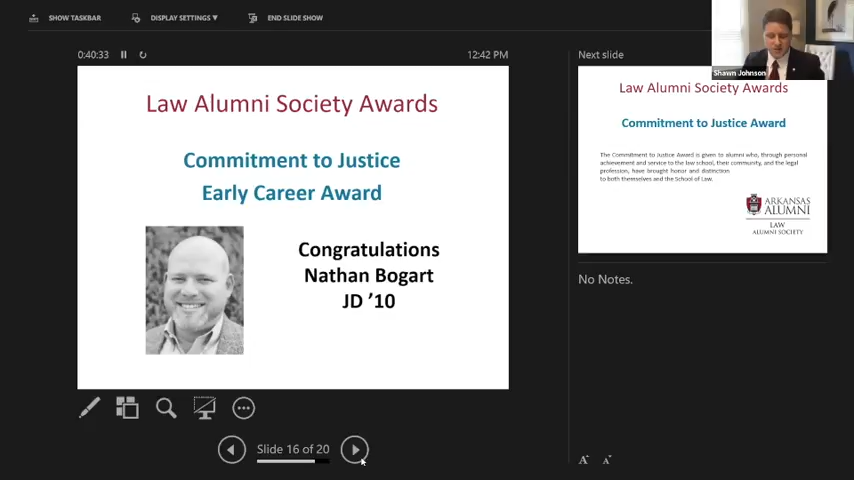 SHOW TASKBAR
DISPLAY SETTINGS ▾
END SLIDE SHOW
0:40:33
12:42 PM
Law Alumni Society Awards
Commitment to Justice
Early Career Award
Congratulations
Nathan Bogart
JD ’10
Slide 16 of 20
Next slide
Shawn Johnson
Law Alumni Society Awards
Commitment to Justice Award
The Commitment to Justice Award is given to alumni who, through personal
achievement and service to the law school, their community, and the legal
profession, have brought honor and distinction
to both themselves and the School of Law.
ARKANSAS
ALUMNI
LAW
ALUMNI SOCIETY
No Notes.
A A